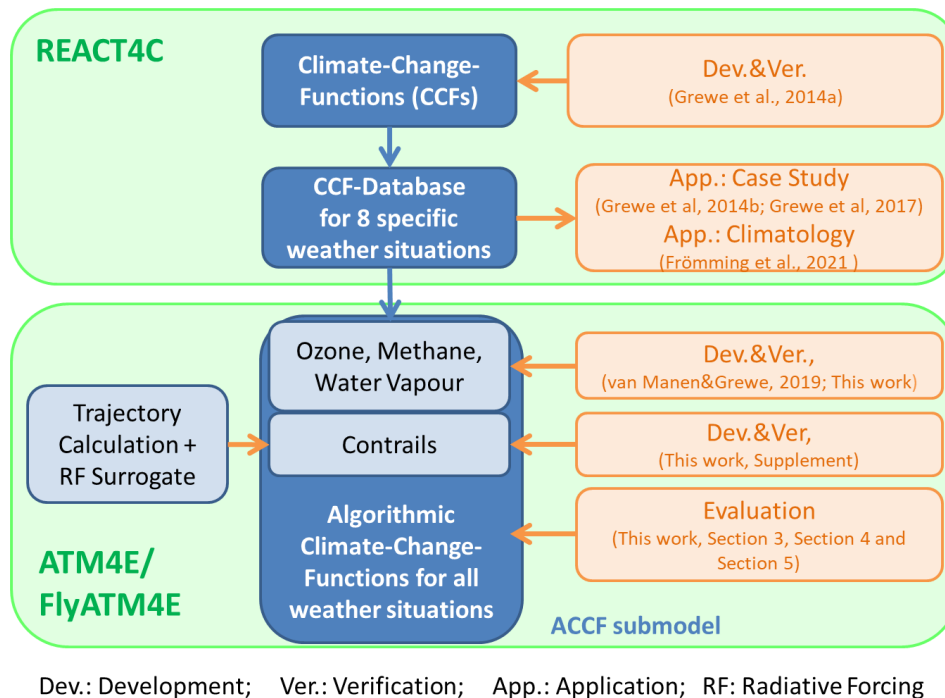 REACT4C
Climate-Change-
Functions (CCFs)
Dev.&Ver.
(Grewe et al., 2014a)
CCF-Database
for 8 specific
weather situations
App.: Case Study
(Grewe et al, 2014b; Grewe et al, 2017)
App.: Climatology
(Frömming et al., 2021 )
Ozone, Methane,
Water Vapour
Dev.&Ver.,
(van Manen&Grewe, 2019; This work)
Trajectory
Calculation +
RF Surrogate
Contrails
Dev.&Ver,
(This work, Supplement)
Algorithmic
Climate-Change-
Functions for all
weather situations
Evaluation
(This work, Section 3, Section 4 and
Section 5)
ATM4E/
FlyATM4E
ACCF submodel
Dev.: Development; Ver.: Verification; App.: Application; RF: Radiative Forcing